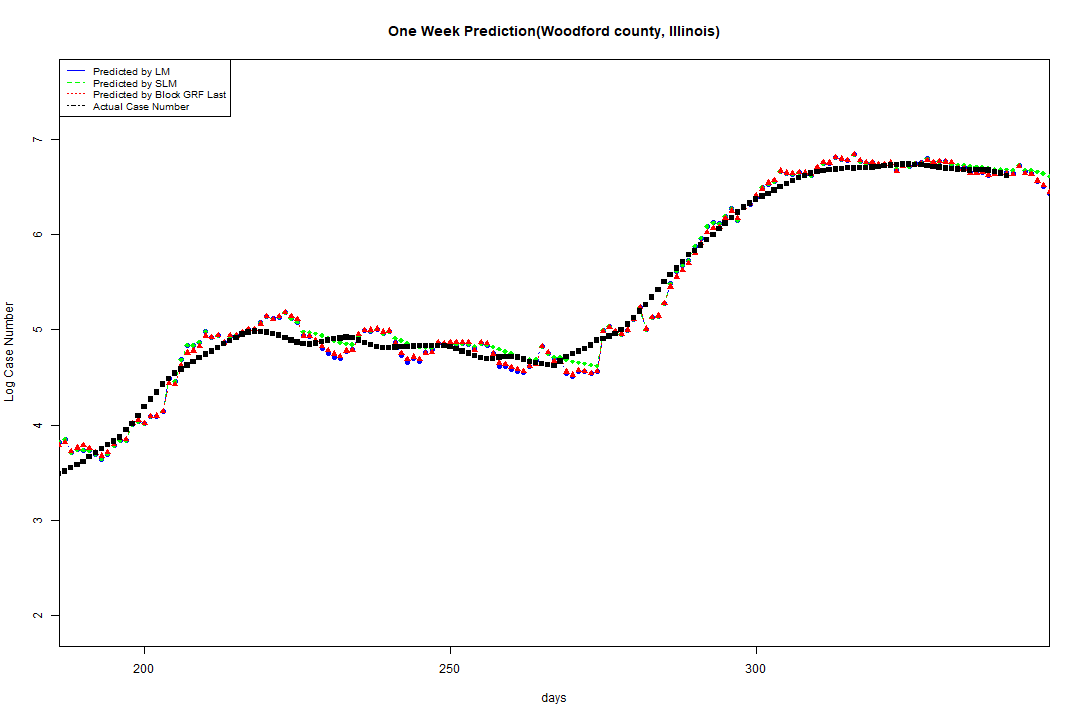 One Week Prediction(Woodford county, Illinois)
Predicted by LM
Predicted by SLM
Predicted by Block GRF Last
Actual Case Number
7
6
5
4
3
2
Log Case Number
200 250 300
days